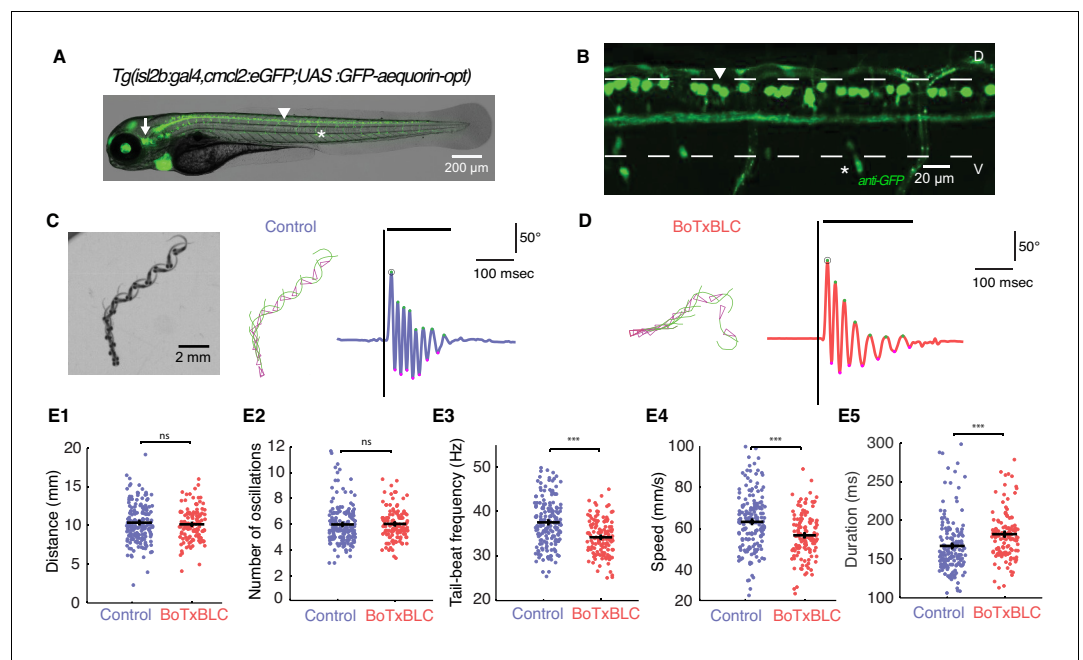 A
Tg(isl2b:gal4,cmcl2:eGFP;UAS :GFP-aequorin-opt)
*
200 µm
B
D
V
*
anti-GFP
20 µm
C
2 mm
Control
50°
100 msec
D
BoTxBLC
50°
100 msec
E1
ns
Distance (mm)
20
15
10
5
0
Control BoTxBLC
E2
ns
Number of oscillations
12
10
8
6
4
2
0
Control BoTxBLC
E3
***
Tail-beat frequency (Hz)
50
40
30
20
Control BoTxBLC
E4
***
Speed (mm/s)
100
80
60
40
20
Control BoTxBLC
E5
***
Duration (ms)
300
250
200
150
100
Control BoTxBLC